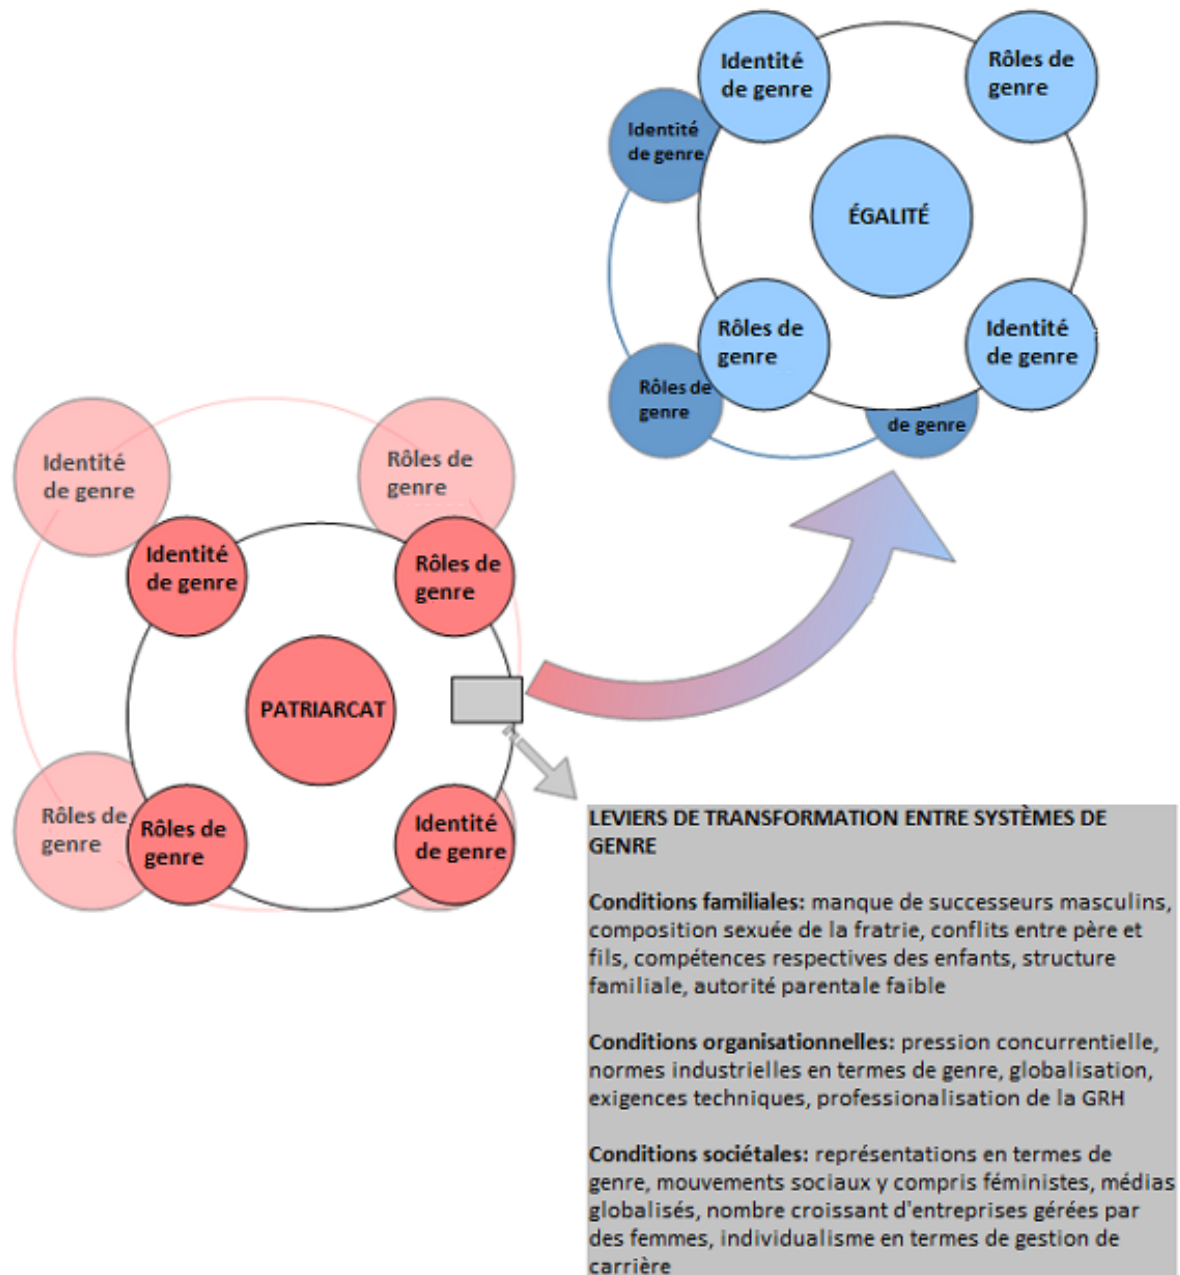 Identité
de genre
Rôles de
genre
Identité
de genre
ÉGALITÉ
Rôles de
genre
Identité
de genre
Rôles de
genre
de genre
Identité
de genre
Rôles de
genre
Identité
de genre
Rôles de
genre
PATRIARCAT
Rôles de
genre
Rôles de
genre
Identité
de genre
LEVIERS DE TRANSFORMATION ENTRE SYSTÈMES DE
GENRE
Conditions familiales: manque de successeurs masculins,
composition sexuée de la fratrie, conflits entre père et
fils, compétences respectives des enfants, structure
familiale, autorité parentale faible
Conditions organisationnelles: pression concurrentielle,
normes industrielles en termes de genre, globalisation,
exigences techniques, professionalisation de la GRH
Conditions sociétales: représentations en termes de
genre, mouvements sociaux y compris féministes, médias
globalisés, nombre croissant d'entreprises gérées par
des femmes, individualisme en termes de gestion de
carrière